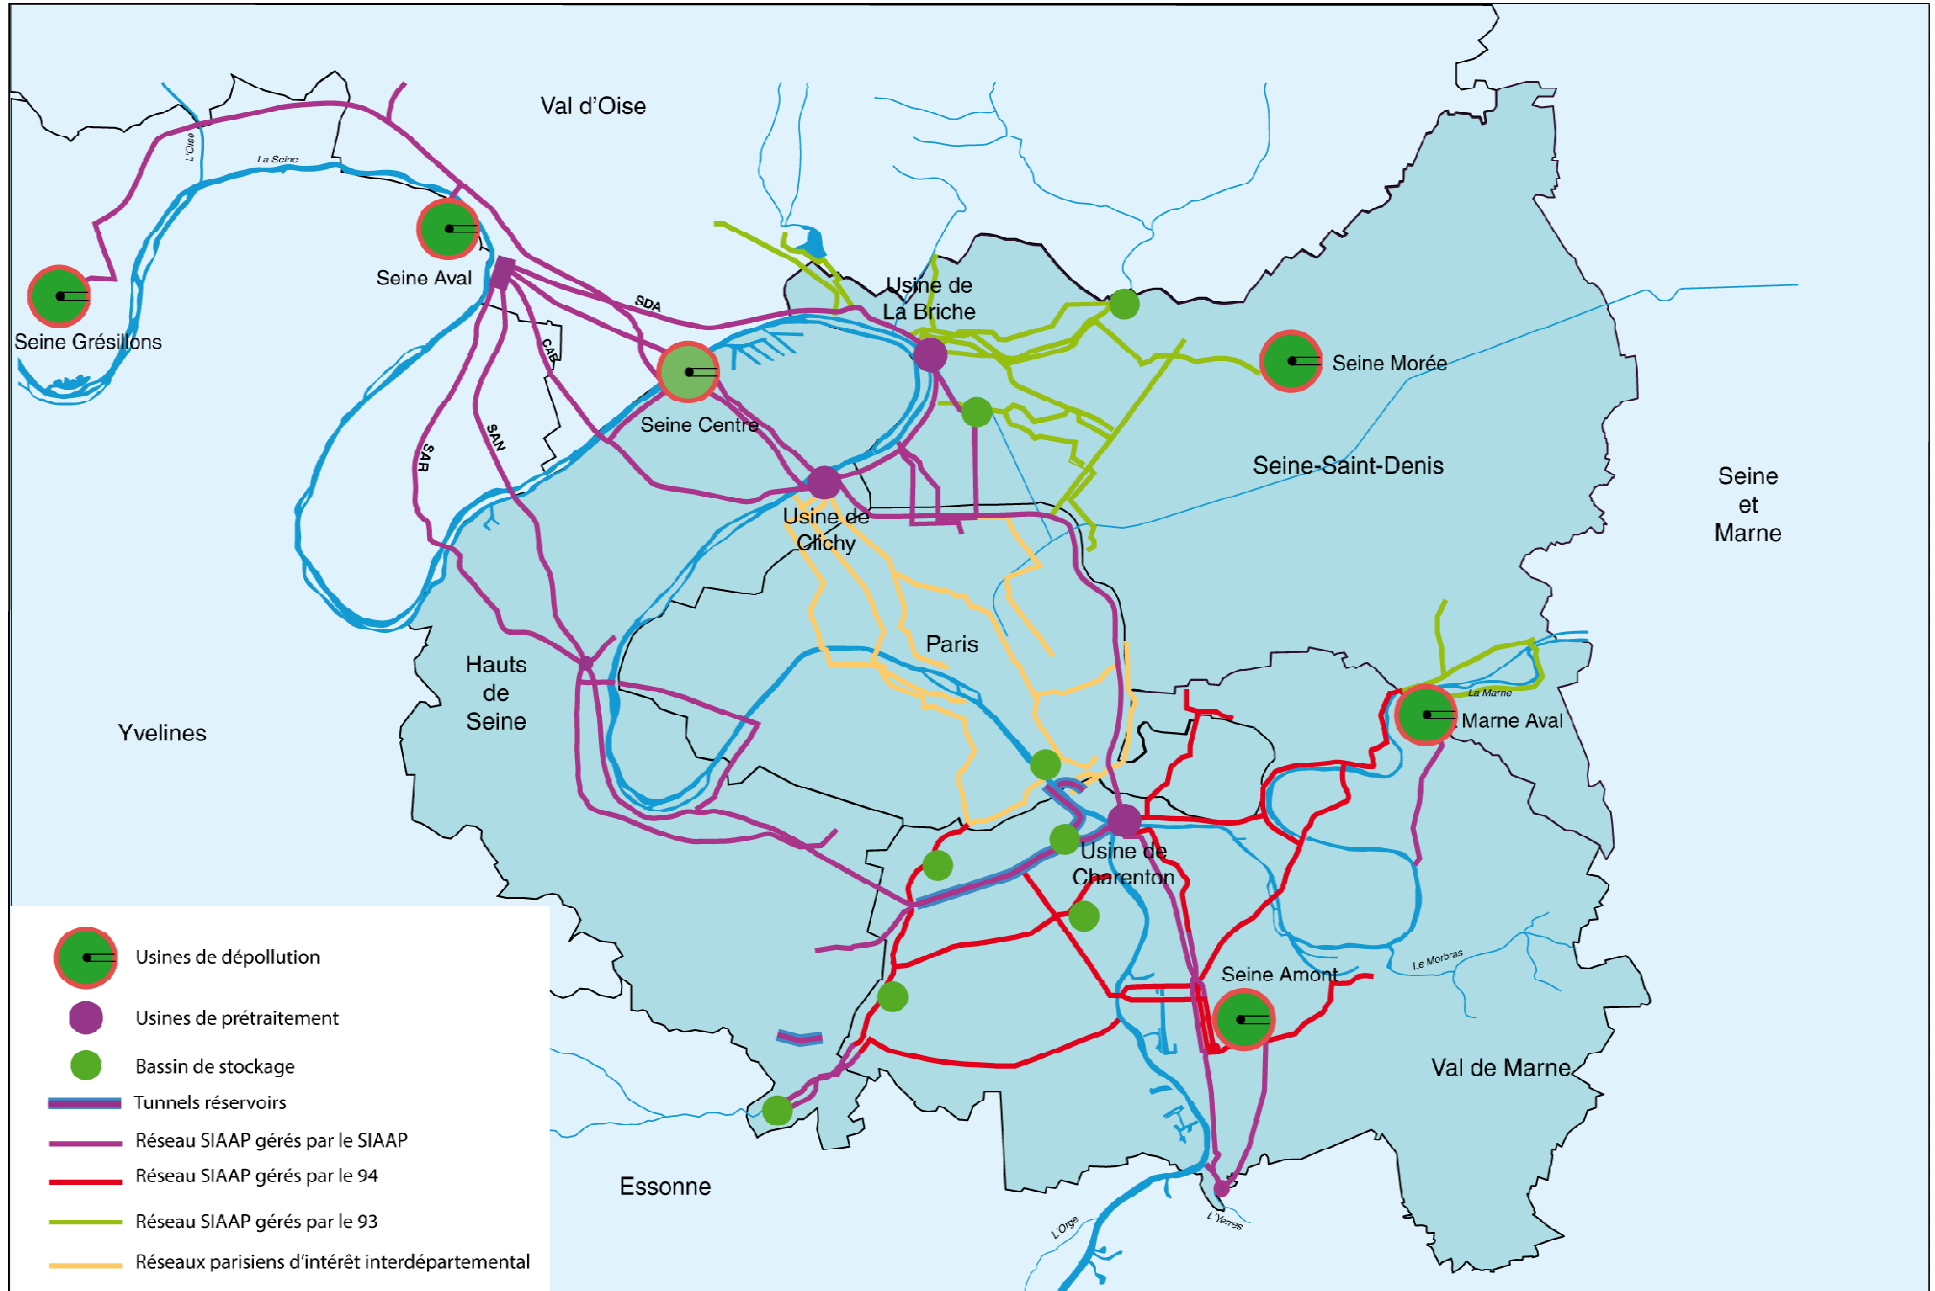 Val d'Oise
L'Oise
La Seine
Seine Aval
Seine Grésillons
SDA
Usine de
La Briche
CAB
Seine Morée
Seine Centre
SAR
SAN
Seine-Saint-Denis
Seine
et
Marne
Usine de
Clichy
Paris
Hauts
de
Seine
Yvelines
La Marne
Marne Aval
Usine de
Charenton
Le Morbras
Seine Amont
Val de Marne
Essonne
L'Orge
L'Yerres
Usines de dépollution
Usines de prétraitement
Bassin de stockage
Tunnels réservoirs
Réseau SIAAP gérés par le SIAAP
Réseau SIAAP gérés par le 94
Réseau SIAAP gérés par le 93
Réseaux parisiens d'intérêt interdépartemental